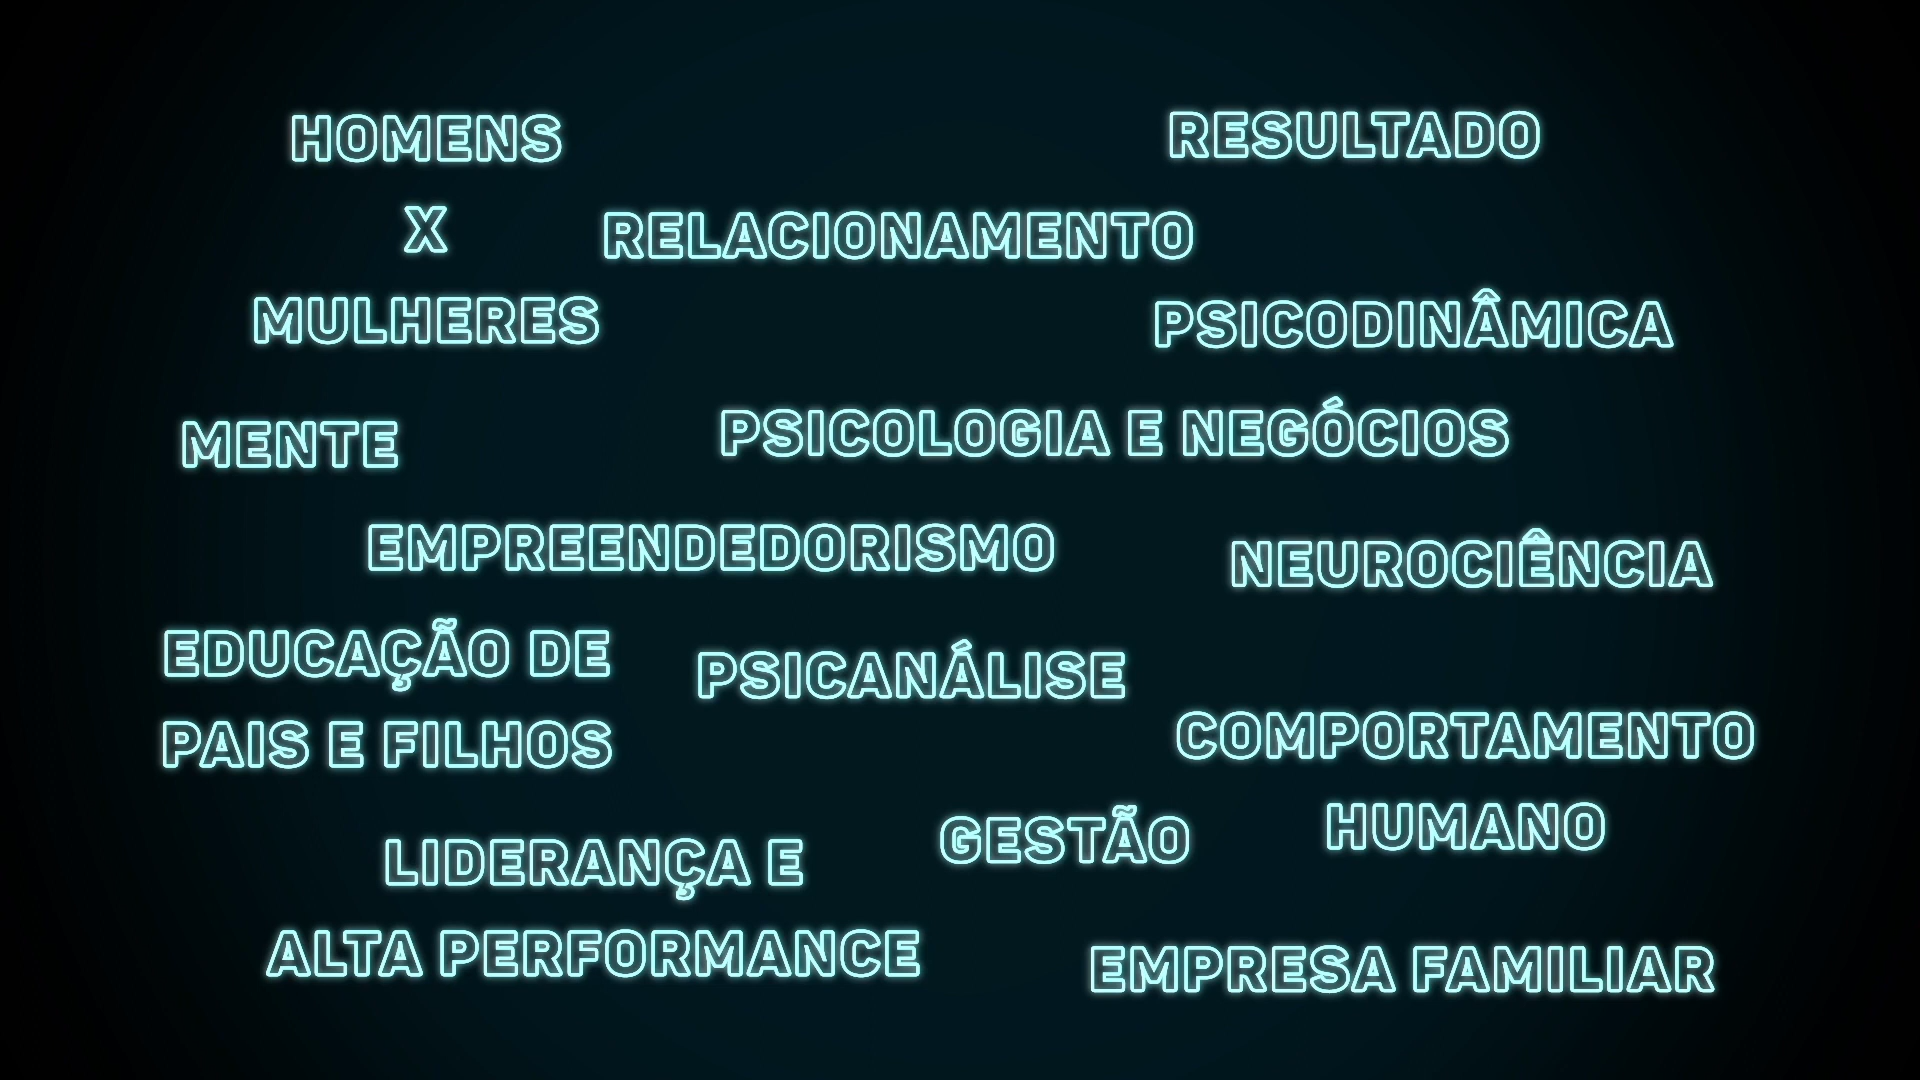 HOMENS
X
MULHERES
RESULTADO
RELACIONAMENTO
PSICODINÂMICA
MENTE
PSICOLOGIA E NEGÓCIOS
EMPREENDEDORISMO
NEUROCIÊNCIA
EDUCAÇÃO DE
PAIS E FILHOS
PSICANÁLISE
COMPORTAMENTO
HUMANO
LIDERANÇA E
ALTA PERFORMANCE
GESTÃO
EMPRESA FAMILIAR